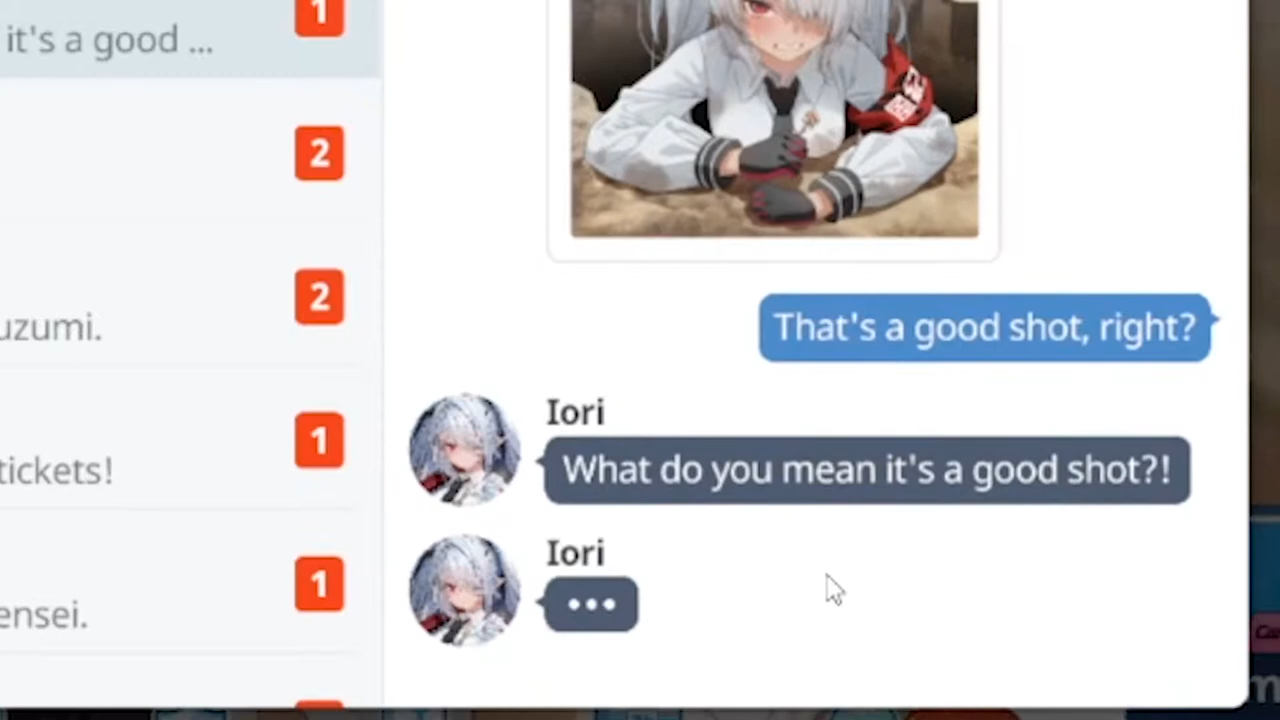 1
it's a good ...
2
2
uzumi.
1
tickets!
1
ensei.
That's a good shot, right?
Iori
What do you mean it's a good shot?!
Iori
•••